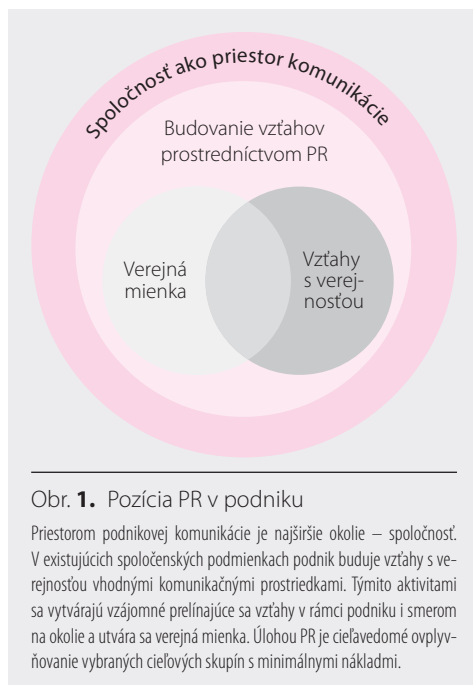 Spoločnosť ako priestor komunikácie
Budovanie vzťahov
prostredníctvom PR
Verejná
mienka
Vzťahy
s verej-
nosťou
Obr. 1. Pozícia PR v podniku
Priestorom podnikovej komunikácie je najširšie okolie – spoločnosť.
V existujúcich spoločenských podmienkach podnik buduje vzťahy s ve-
rejnosťou vhodnými komunikačnými prostriedkami. Týmito aktivitami
sa vytvárajú vzájomné prelínajúce sa vzťahy v rámci podniku i smerom
na okolie a utvára sa verejná mienka. Úlohou PR je cieľavedomé ovplyv-
ňovanie vybraných cieľových skupín s minimálnymi nákladmi.